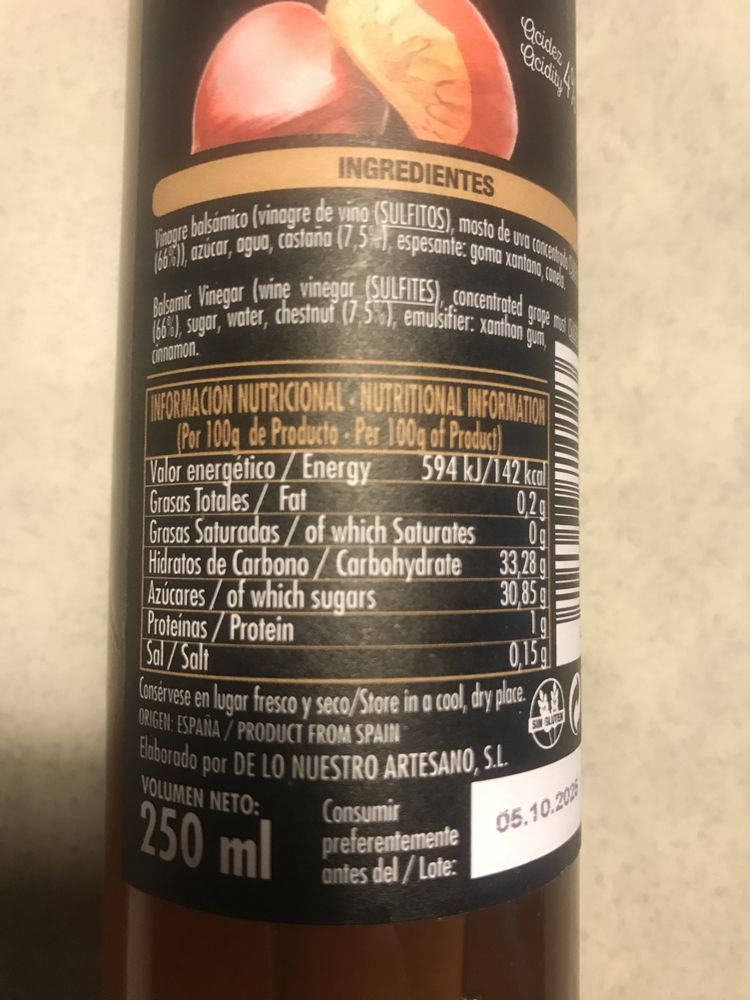 Acidez 4
Acidity
INGREDIENTES
Vinagre balsámico (vinagre de vino (SULFITOS), mosto de uva concentrado
(66%)), azúcar, agua, castaña (7,5%), espesante: goma xantana, canela.
Balsamic Vinegar (wine vinegar (SULFITES), concentrated grape must
(66%), sugar, water, chestnut (7,5%), emulsifier: xanthan gum,
cinnamon.
INFORMACIÓN NUTRICIONAL - NUTRITIONAL INFORMATION
(Por 100g de Producto - Per 100g of Product)
Valor energético / Energy 594 kJ/142 kcal
Grasas Totales / Fat 0,2 g
Grasas Saturadas / of which Saturates 0 g
Hidratos de Carbono / Carbohydrate 33,28 g
Azúcares / of which sugars 30,85 g
Proteínas / Protein 1 g
Sal / Salt 0,15 g
Consérvese en lugar fresco y seco/Store in a cool, dry place.
SIN GLUTEN
ORIGEN: ESPAÑA / PRODUCT FROM SPAIN
Elaborado por DE LO NUESTRO ARTESANO, S.L.
VOLUMEN NETO:
250 ml
Consumir
preferentemente
antes del / Lote:
05.10.2025